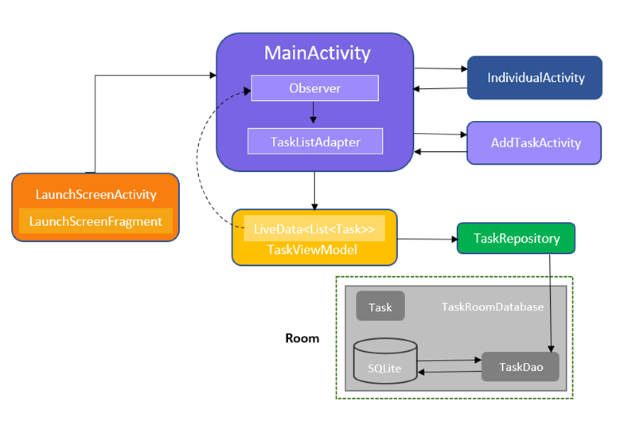 MainActivity
Observer
TaskListAdapter
IndividualActivity
AddTaskActivity
LaunchScreenActivity
LaunchScreenFragment
LiveData<List<Task>>
TaskViewModel
TaskRepository
Room
Task
TaskRoomDatabase
SQLite
TaskDao